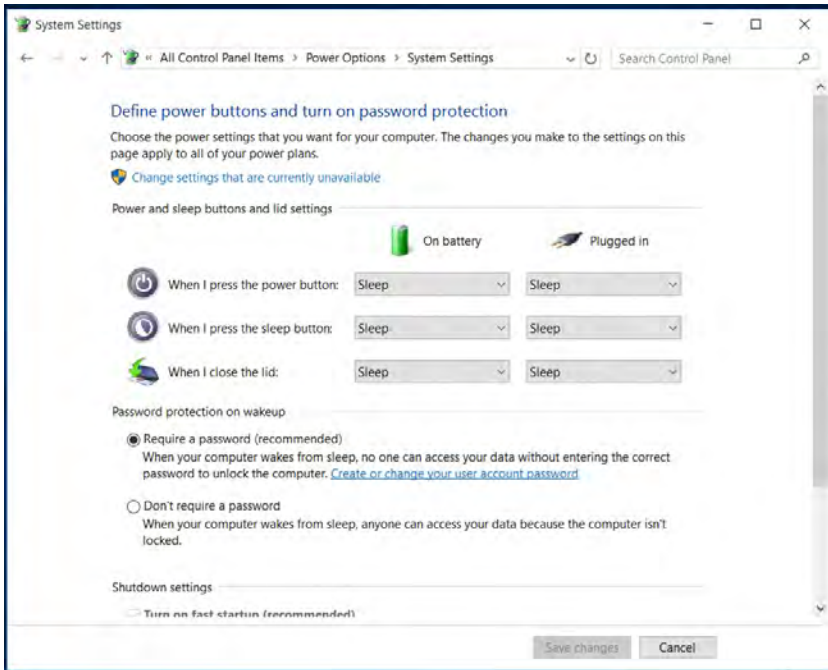 System Settings
« All Control Panel Items > Power Options > System Settings
Search Control Panel
Define power buttons and turn on password protection
Choose the power settings that you want for your computer. The changes you make to the settings on this
page apply to all of your power plans.
Change settings that are currently unavailable
Power and sleep buttons and lid settings
On battery
Plugged in
When I press the power button:
Sleep
Sleep
When I press the sleep button:
Sleep
Sleep
When I close the lid:
Sleep
Sleep
Password protection on wakeup
Require a password (recommended)
When your computer wakes from sleep, no one can access your data without entering the correct
password to unlock the computer. Create or change your user account password
Don't require a password
When your computer wakes from sleep, anyone can access your data because the computer isn't
locked.
Shutdown settings
Turn on fast startup (recommended)
Save changes
Cancel